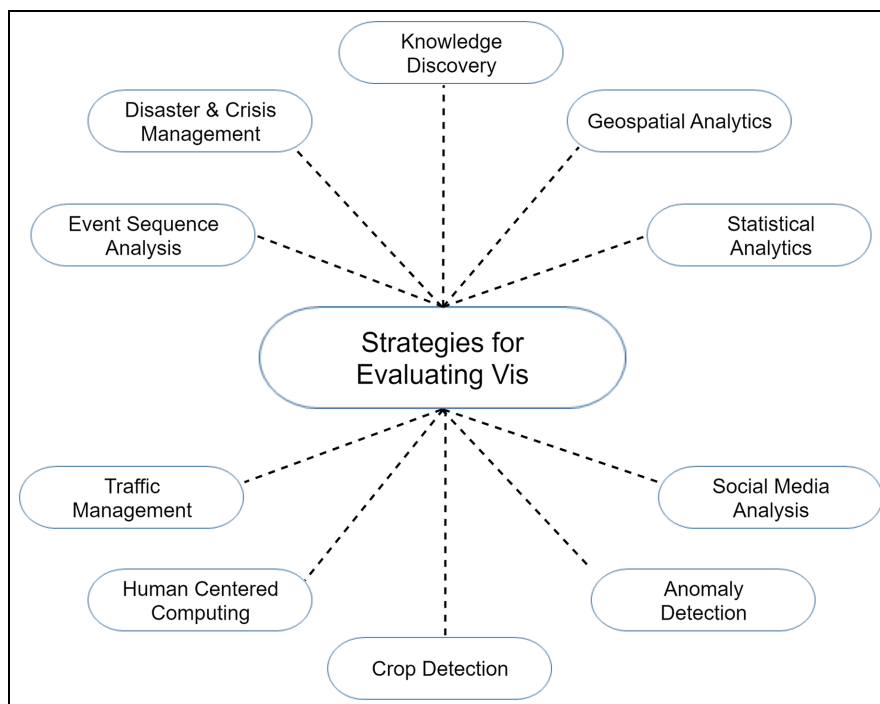 Knowledge
Discovery
Disaster & Crisis
Management
Geospatial Analytics
Event Sequence
Analysis
Statistical
Analytics
Strategies for
Evaluating Vis
Traffic
Management
Social Media
Analysis
Human Centered
Computing
Anomaly
Detection
Crop Detection